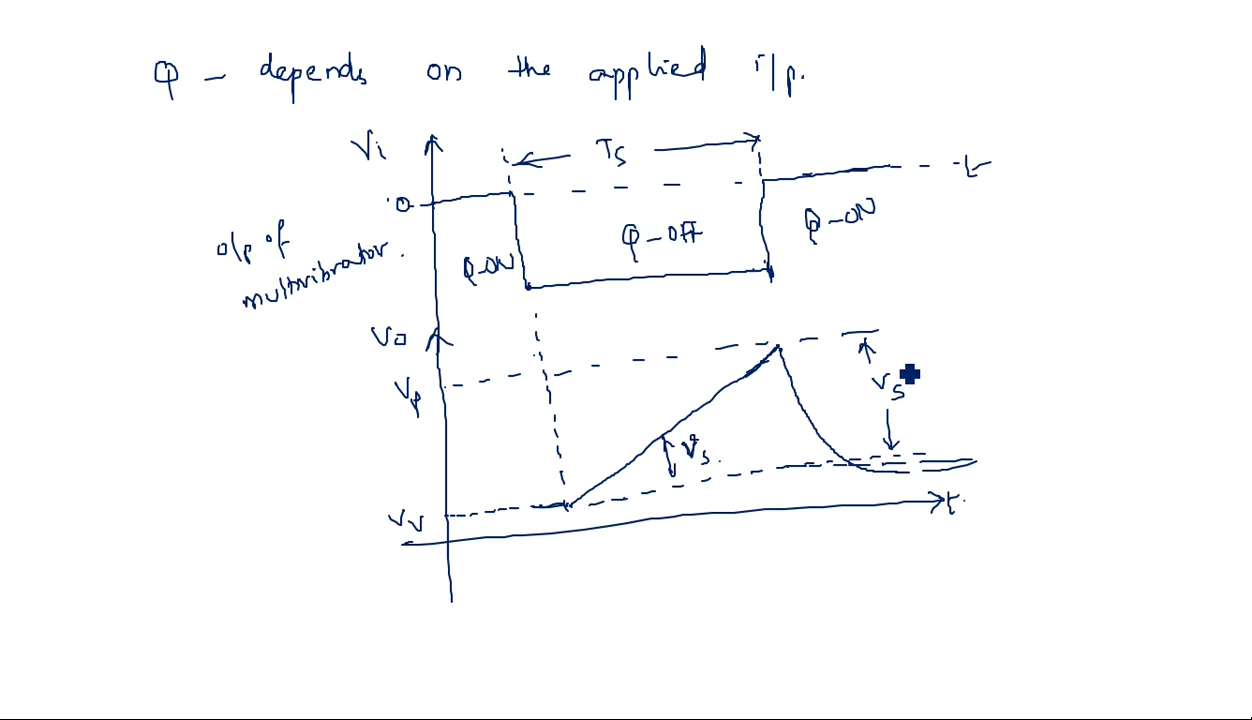 Q - depends on the applied i/p.
Vi
Ts
0
t
o/p of
multivibrator.
Q-ON
Q-OFF
Q-ON
Vo
Vp
Vs
Vs.
Vv
t.